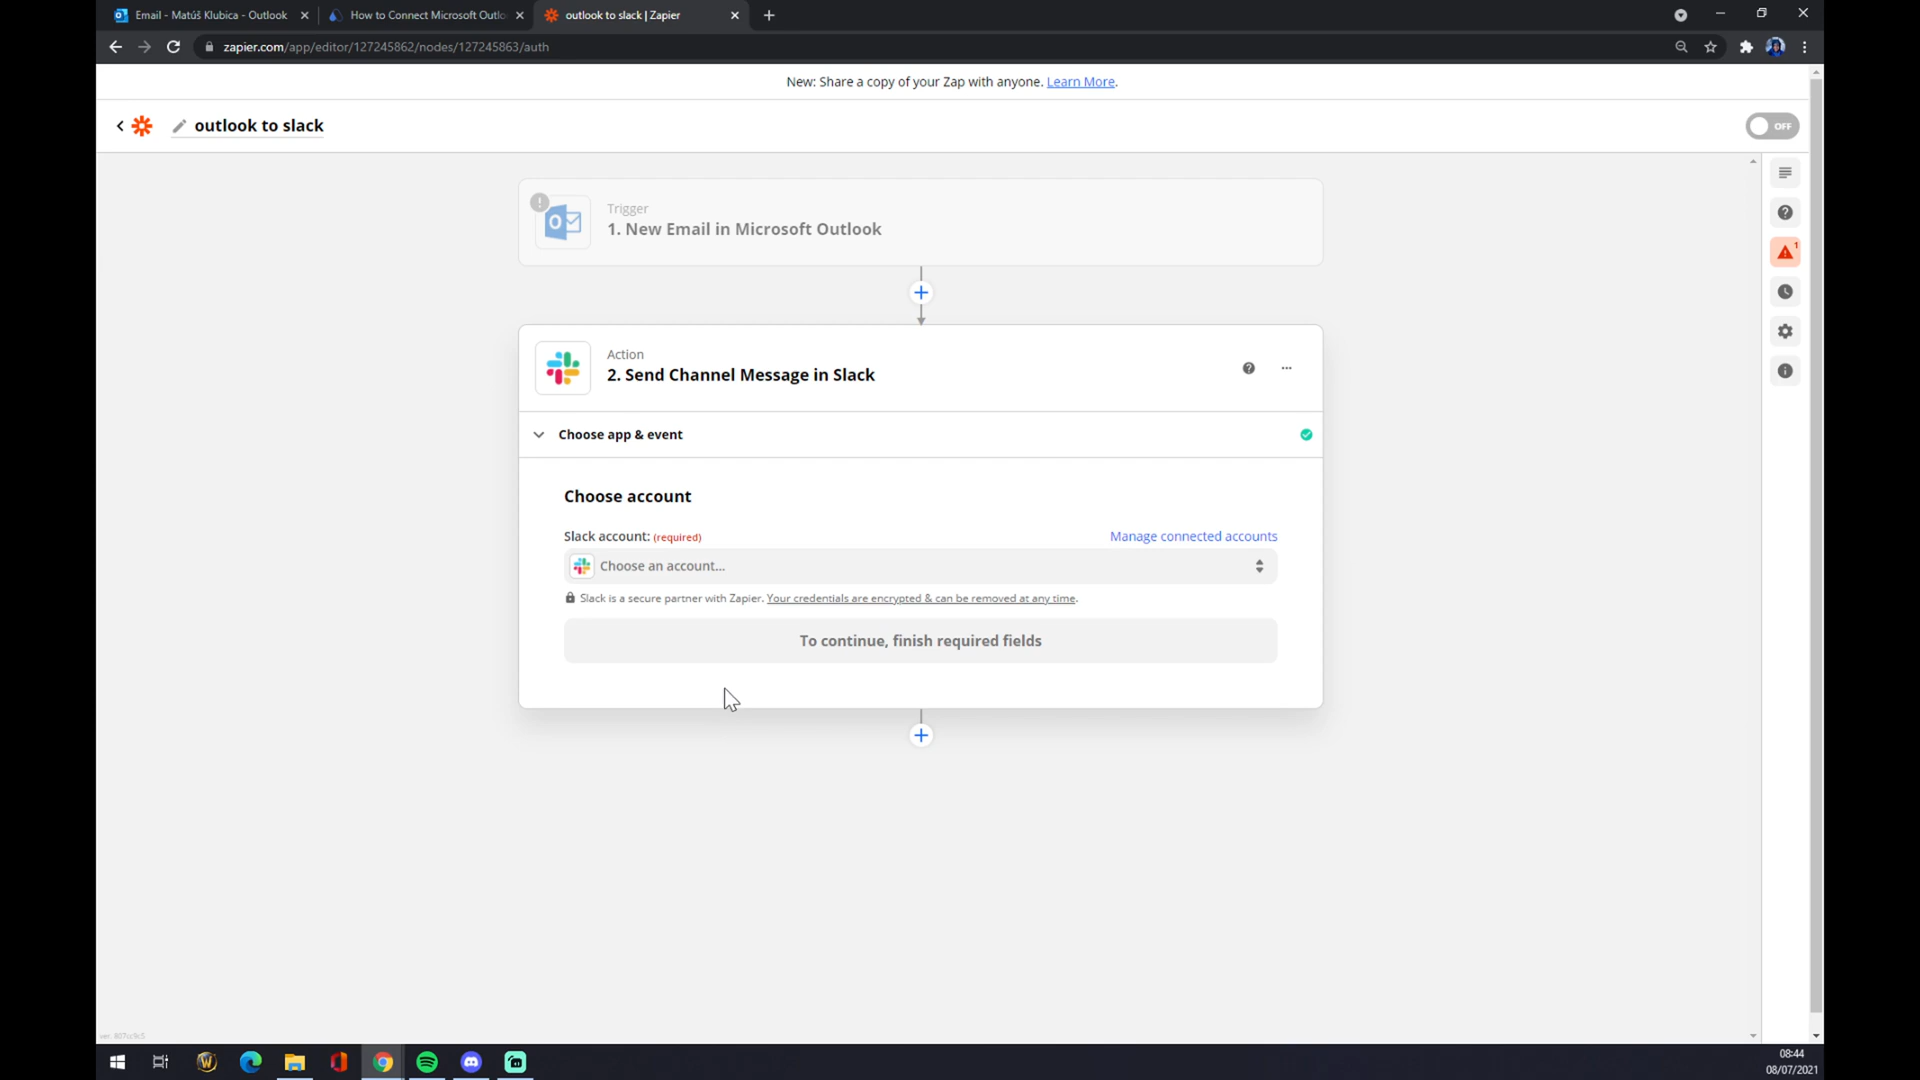 Email - Matúš Klubica - Outlook
How to Connect Microsoft Outlo
outlook to slack | Zapier
zapier.com/app/editor/127245862/nodes/127245863/auth
New: Share a copy of your Zap with anyone. Learn More.
outlook to slack
OFF
Trigger
1. New Email in Microsoft Outlook
1
Action
2. Send Channel Message in Slack
Choose app & event
Choose account
Slack account: (required)
Manage connected accounts
Choose an account...
Slack is a secure partner with Zapier. Your credentials are encrypted & can be removed at any time.
To continue, finish required fields
08:44
08/07/2021